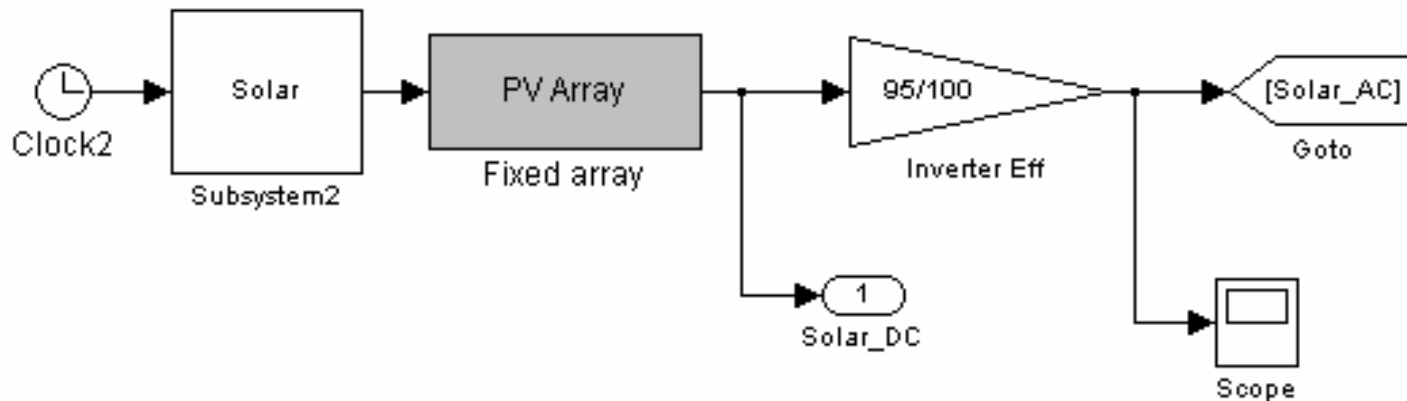 Solar
PV Array
95/100
[Solar_AC]
Clock2
Subsystem2
Fixed array
Inverter Eff
Goto
1
Solar_DC
Scope